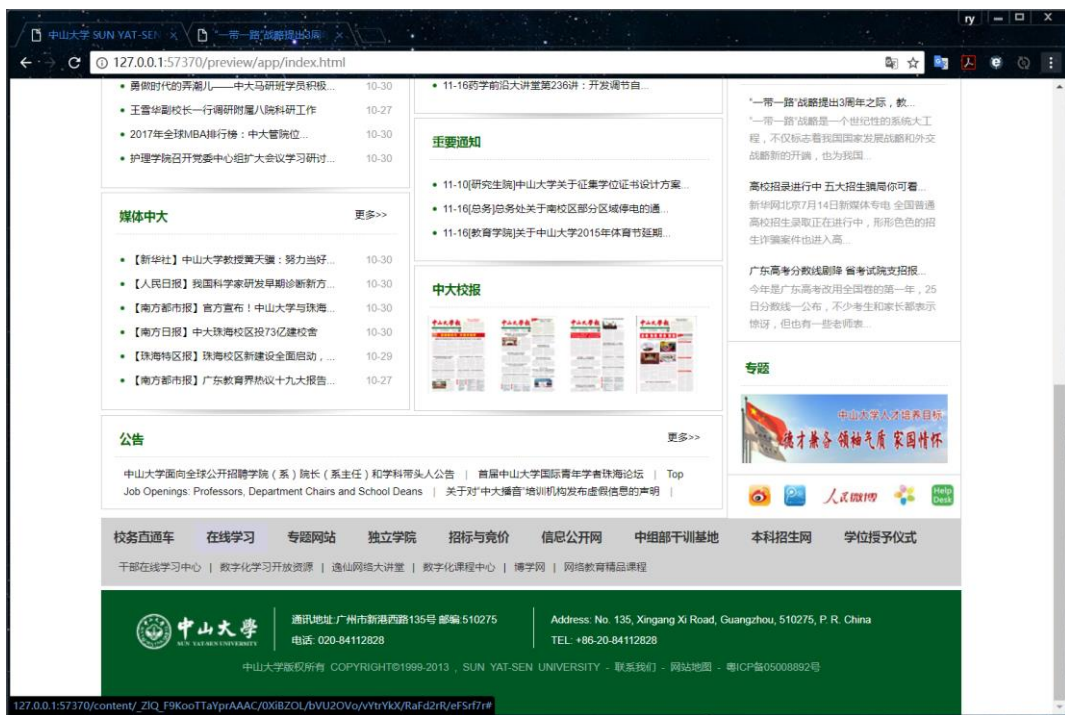 中山大学 SUN YAT-SEN
"一带一路"战略提出3周
ry
127.0.0.1:57370/preview/app/index.html
勇做时代的弄潮儿——中大马研班学员积极... 10-30
王雪华副校长一行调研附属八院科研工作 10-27
2017年全球MBA排行榜：中大管院位... 10-30
护理学院召开党委中心组扩大会议学习研讨... 10-30
媒体中大 更多>>
【新华社】中山大学教授黄天骥：努力当好... 10-30
【人民日报】我国科学家研发早期诊断新方... 10-30
【南方都市报】官方宣布！中山大学与珠海... 10-30
【南方日报】中大珠海校区投73亿建校舍 10-30
【珠海特区报】珠海校区新建设全面启动，... 10-29
【南方都市报】广东教育界热议十九大报告... 10-27
11-16药学前沿大讲堂第236讲：开发调节自...
重要通知
11-10[研究生院]中山大学关于征集学位证书设计方案...
11-16[总务]总务处关于南校区部分区域停电的通...
11-16[教育学院]关于中山大学2015年体育节延期...
中大校报
中山大學報 中山大學報 中山大學報 中山大學報
公告 更多>>
中山大学面向全球公开招聘学院（系）院长（系主任）和学科带头人公告 | 首届中山大学国际青年学者珠海论坛 | Top
Job Openings: Professors, Department Chairs and School Deans | 关于对"中大播音"培训机构发布虚假信息的声明 |
"一带一路"战略提出3周年之际，教...
"一带一路"战略是一个世纪性的系统大工
程，不仅标志着我国国家发展战略和外交
战略新的开端，也为我国...
高校招录进行中 五大招生骗局你可看...
新华网北京7月14日新媒体专电 全国普通
高校招生录取正在进行中，形形色色的招
生诈骗案件也进入高...
广东高考分数线剧降 省考试院支招报...
今年是广东高考改用全国卷的第一年，25
日分数线一公布，不少考生和家长都表示
惊讶，但也有一些老师表...
专题
中山大学人才培养目标
德才兼备 领袖气质 家国情怀
人民微博
Help
Desk
校务直通车 在线学习 专题网站 独立学院 招标与竞价 信息公开网 中组部干训基地 本科招生网 学位授予仪式
干部在线学习中心 | 数字化学习开放资源 | 逸仙网络大讲堂 | 数字化课程中心 | 博学网 | 网络教育精品课程
中山大學
SUN YAT-SEN UNIVERSITY
通讯地址:广州市新港西路135号 邮编:510275
电话: 020-84112828
Address: No. 135, Xingang Xi Road, Guangzhou, 510275, P. R. China
TEL: +86-20-84112828
中山大学版权所有 COPYRIGHT©1999-2013 , SUN YAT-SEN UNIVERSITY - 联系我们 - 网站地图 - 粤ICP备05008892号
127.0.0.1:57370/content/_ZlQ_F9KooTTaYprAAAC/0XiBZOL/bVU2OVo/vYtrYkX/RaFd2rR/eFSrf7r#